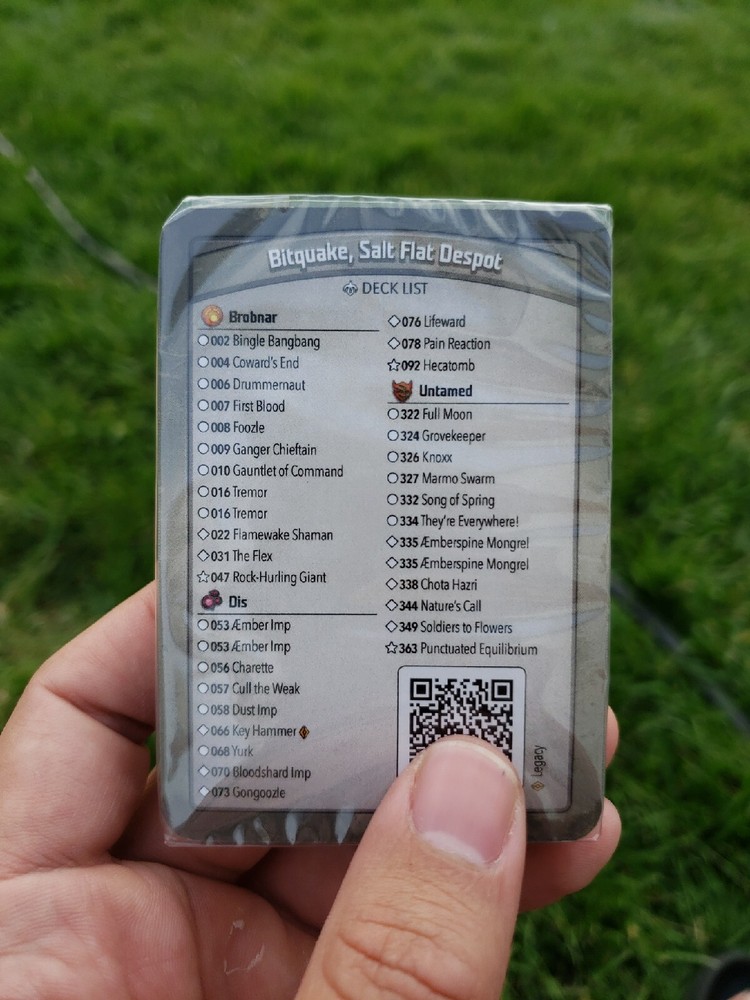 Bitquake, Salt Flat Despot
DECK LIST
Brobnar
002 Bingle Bangbang
004 Coward's End
006 Drummernaut
007 First Blood
008 Foozle
009 Ganger Chieftain
010 Gauntlet of Command
016 Tremor
016 Tremor
022 Flamewake Shaman
031 The Flex
047 Rock-Hurling Giant
Dis
053 Æmber Imp
053 Æmber Imp
056 Charette
057 Cull the Weak
058 Dust Imp
066 Key Hammer
068 Yurk
070 Bloodshard Imp
073 Gongoozle
076 Lifeward
078 Pain Reaction
092 Hecatomb
Untamed
322 Full Moon
324 Grovekeeper
326 Knoxx
327 Marmo Swarm
332 Song of Spring
334 They're Everywhere!
335 Æmberspine Mongrel
335 Æmberspine Mongrel
338 Chota Hazri
344 Nature's Call
349 Soldiers to Flowers
363 Punctuated Equilibrium
Legacy